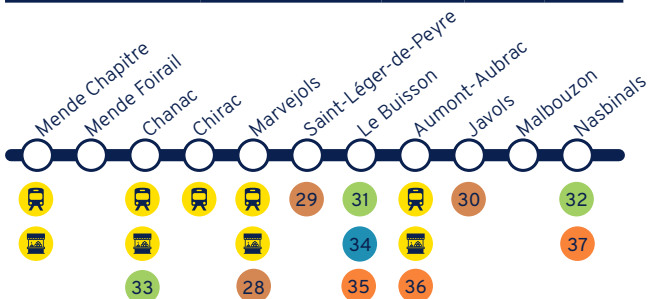 Mende Chapitre
Mende Foirail
Chanac
Chirac
Marvejols
Saint-Léger-de-Peyre
Le Buisson
Aumont-Aubrac
Javols
Malbouzon
Nasbinals
29 31 30 32
34 37
33 28 35 36